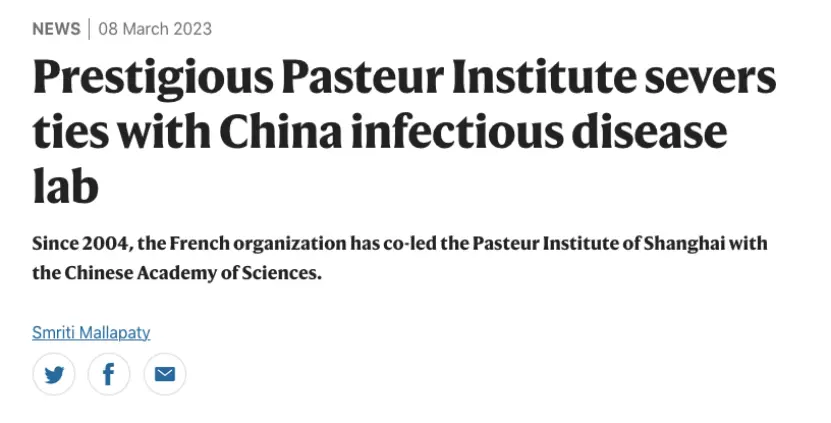 NEWS | 08 March 2023
Prestigious Pasteur Institute severs
ties with China infectious disease
lab
Since 2004, the French organization has co-led the Pasteur Institute of Shanghai with
the Chinese Academy of Sciences.
Smriti Mallapaty